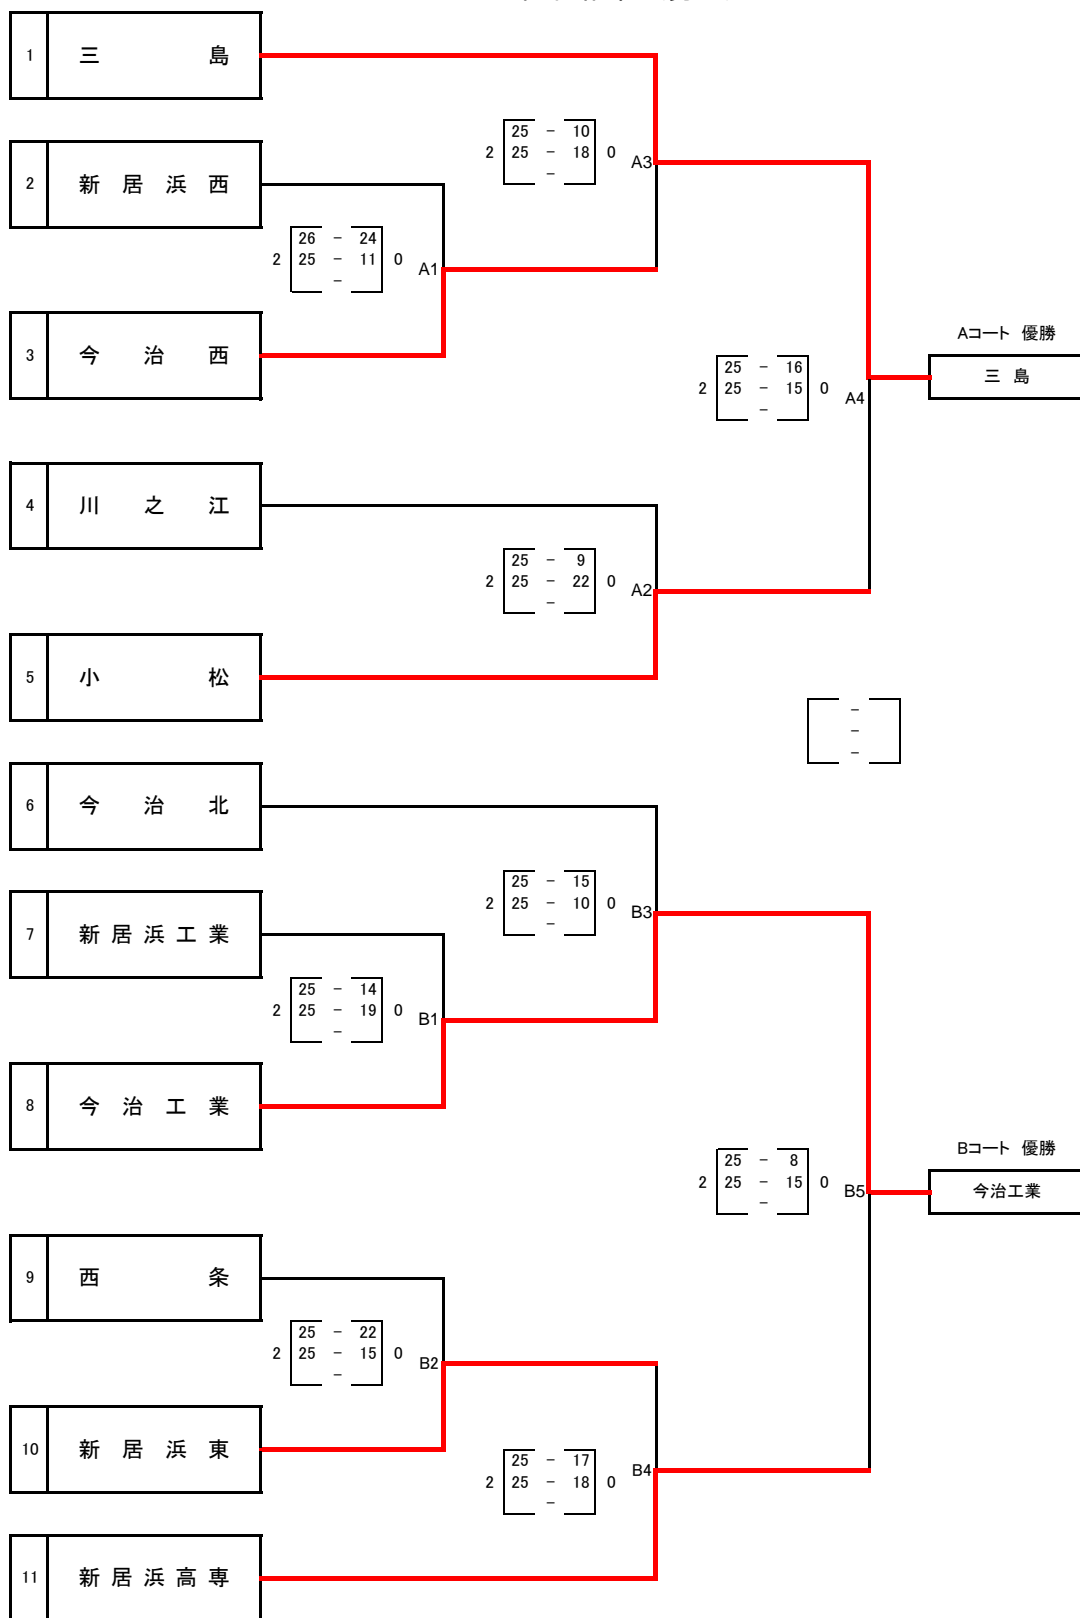 1 三島
25 - 10
2 25 - 18 0 A3
-
2 新居浜西
26 - 24
2 25 - 11 0 A1
-
3 今治西
Aコート 優勝
三島
25 - 16
2 25 - 15 0 A4
-
4 川之江
25 - 9
2 25 - 22 0 A2
-
5 小松
-
-
-
6 今治北
25 - 15
2 25 - 10 0 B3
-
7 新居浜工業
25 - 14
2 25 - 19 0 B1
-
8 今治工業
Bコート 優勝
今治工業
25 - 8
2 25 - 15 0 B5
-
9 西条
25 - 22
2 25 - 15 0 B2
-
10 新居浜東
25 - 17
2 25 - 18 0 B4
-
11 新居浜高専